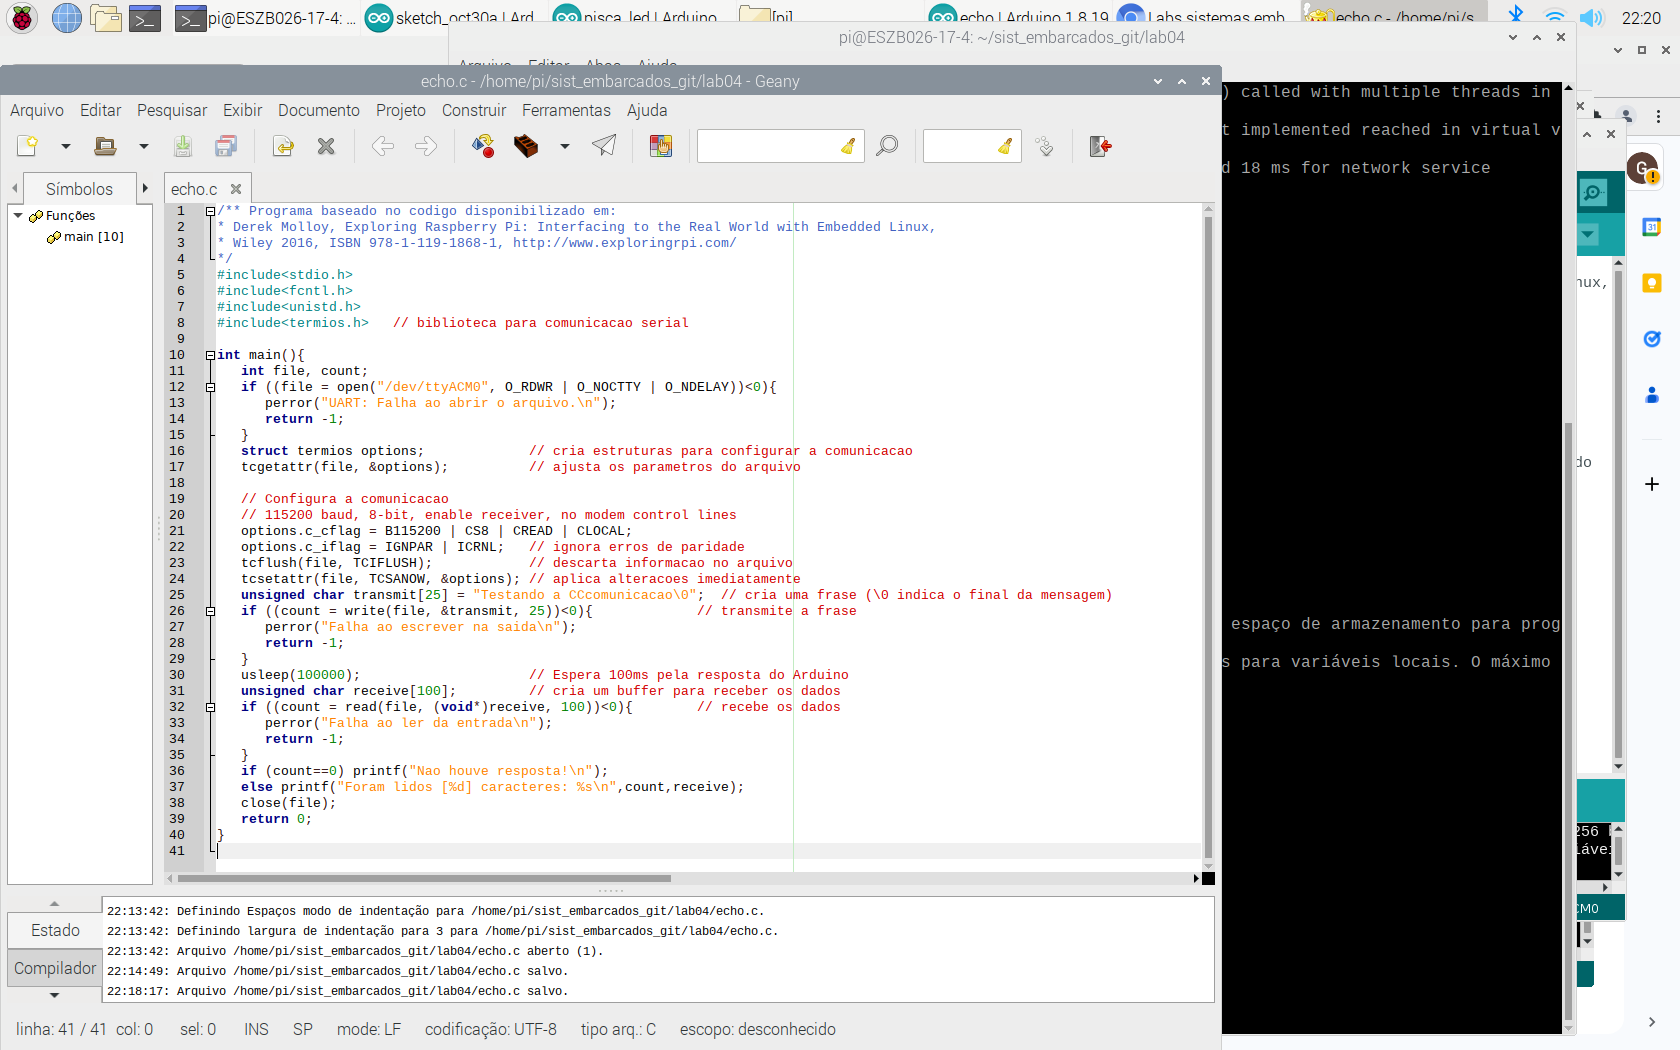 pi@ESZB026-17-4: ...
sketch_oct30a | Ard
pisca_led | Arduino
[pi]
echo | Arduino 1.8.19
Labs sistemas emb
echo.c - /home/pi/s
22:20
pi@ESZB026-17-4: ~/sist_embarcados_git/lab04
Arquivo Editar Abas Ajuda
echo.c - /home/pi/sist_embarcados_git/lab04 - Geany
Arquivo Editar Pesquisar Exibir Documento Projeto Construir Ferramentas Ajuda
Símbolos
echo.c
Funções
main [10]
1 /** Programa baseado no codigo disponibilizado em:
2 * Derek Molloy, Exploring Raspberry Pi: Interfacing to the Real World with Embedded Linux,
3 * Wiley 2016, ISBN 978-1-119-1868-1, http://www.exploringrpi.com/
4 */
5 #include<stdio.h>
6 #include<fcntl.h>
7 #include<unistd.h>
8 #include<termios.h>   // biblioteca para comunicacao serial
9
10 int main(){
11    int file, count;
12    if ((file = open("/dev/ttyACM0", O_RDWR | O_NOCTTY | O_NDELAY))<0){
13       perror("UART: Falha ao abrir o arquivo.\n");
14       return -1;
15    }
16    struct termios options;             // cria estruturas para configurar a comunicacao
17    tcgetattr(file, &options);          // ajusta os parametros do arquivo
18
19    // Configura a comunicacao
20    // 115200 baud, 8-bit, enable receiver, no modem control lines
21    options.c_cflag = B115200 | CS8 | CREAD | CLOCAL;
22    options.c_iflag = IGNPAR | ICRNL;   // ignora erros de paridade
23    tcflush(file, TCIFLUSH);            // descarta informacao no arquivo
24    tcsetattr(file, TCSANOW, &options); // aplica alteracoes imediatamente
25    unsigned char transmit[25] = "Testando a CCcomunicacao\0";  // cria uma frase (\0 indica o final da mensagem)
26    if ((count = write(file, &transmit, 25))<0){             // transmite a frase
27       perror("Falha ao escrever na saida\n");
28       return -1;
29    }
30    usleep(100000);                     // Espera 100ms pela resposta do Arduino
31    unsigned char receive[100];         // cria um buffer para receber os dados
32    if ((count = read(file, (void*)receive, 100))<0){        // recebe os dados
33       perror("Falha ao ler da entrada\n");
34       return -1;
35    }
36    if (count==0) printf("Nao houve resposta!\n");
37    else printf("Foram lidos [%d] caracteres: %s\n",count,receive);
38    close(file);
39    return 0;
40 }
41
) called with multiple threads in
t implemented reached in virtual v
d 18 ms for network service
espaço de armazenamento para prog
s para variáveis locais. O máximo
G
31
nux,
do
256
iávei
CM0
Estado
Compilador
22:13:42: Definindo Espaços modo de indentação para /home/pi/sist_embarcados_git/lab04/echo.c.
22:13:42: Definindo largura de indentação para 3 para /home/pi/sist_embarcados_git/lab04/echo.c.
22:13:42: Arquivo /home/pi/sist_embarcados_git/lab04/echo.c aberto (1).
22:14:49: Arquivo /home/pi/sist_embarcados_git/lab04/echo.c salvo.
22:18:17: Arquivo /home/pi/sist_embarcados_git/lab04/echo.c salvo.
linha: 41 / 41 col: 0 sel: 0 INS SP mode: LF codificação: UTF-8 tipo arq.: C escopo: desconhecido